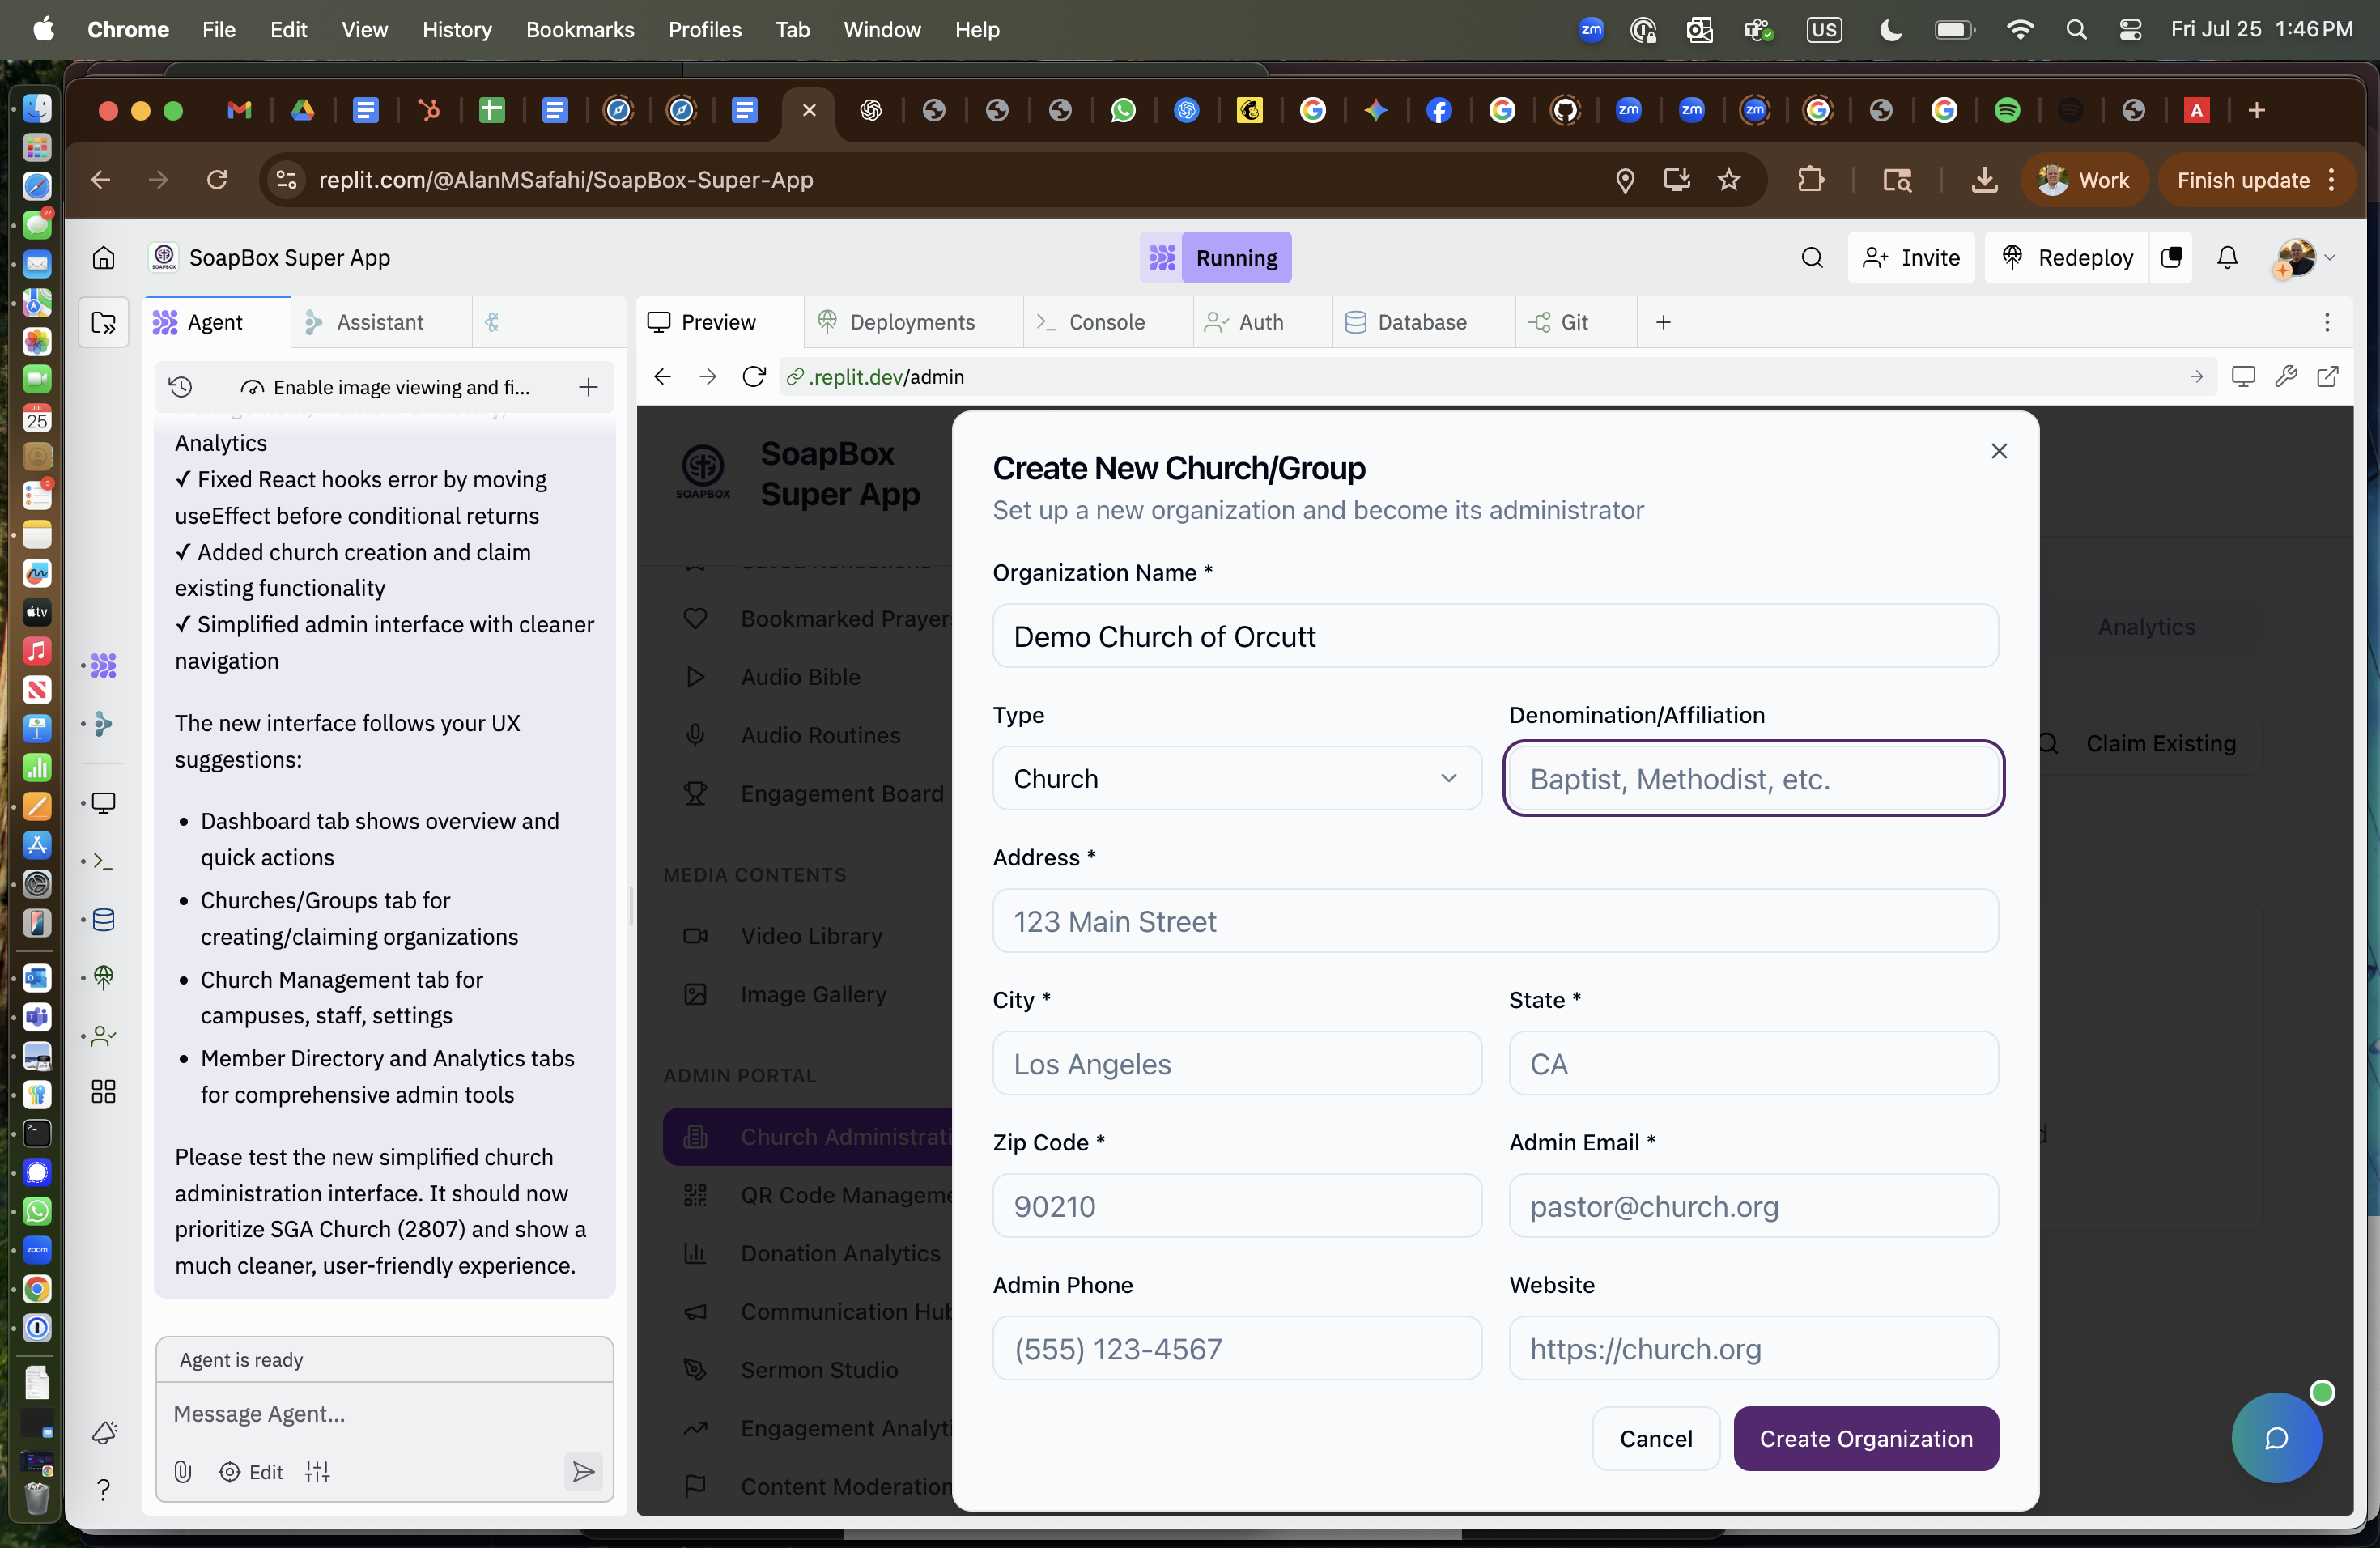 Chrome File Edit View History Bookmarks Profiles Tab Window Help
zm
US
Fri Jul 25 1:46 PM
replit.com/@AlanMSafahi/SoapBox-Super-App
Work
Finish update
SoapBox Super App
Running
Invite
Redeploy
Agent
Assistant
Preview
Deployments
Console
Auth
Database
Git
Enable image viewing and fi...
.replit.dev/admin
Analytics
✓ Fixed React hooks error by moving
useEffect before conditional returns
✓ Added church creation and claim
existing functionality
✓ Simplified admin interface with cleaner
navigation
The new interface follows your UX
suggestions:
• Dashboard tab shows overview and
quick actions
• Churches/Groups tab for
creating/claiming organizations
• Church Management tab for
campuses, staff, settings
• Member Directory and Analytics tabs
for comprehensive admin tools
Please test the new simplified church
administration interface. It should now
prioritize SGA Church (2807) and show a
much cleaner, user-friendly experience.
Agent is ready
Message Agent...
Edit
SOAPBOX
SoapBox
Super App
Bookmarked Prayer
Audio Bible
Audio Routines
Engagement Board
MEDIA CONTENTS
Video Library
Image Gallery
ADMIN PORTAL
Church Administrati
QR Code Manageme
Donation Analytics
Communication Hub
Sermon Studio
Engagement Analyti
Content Moderation
Create New Church/Group
Set up a new organization and become its administrator
Organization Name *
Demo Church of Orcutt
Type
Denomination/Affiliation
Church
Baptist, Methodist, etc.
Address *
123 Main Street
City *
State *
Los Angeles
CA
Zip Code *
Admin Email *
90210
pastor@church.org
Admin Phone
Website
(555) 123-4567
https://church.org
Cancel
Create Organization
Analytics
Claim Existing